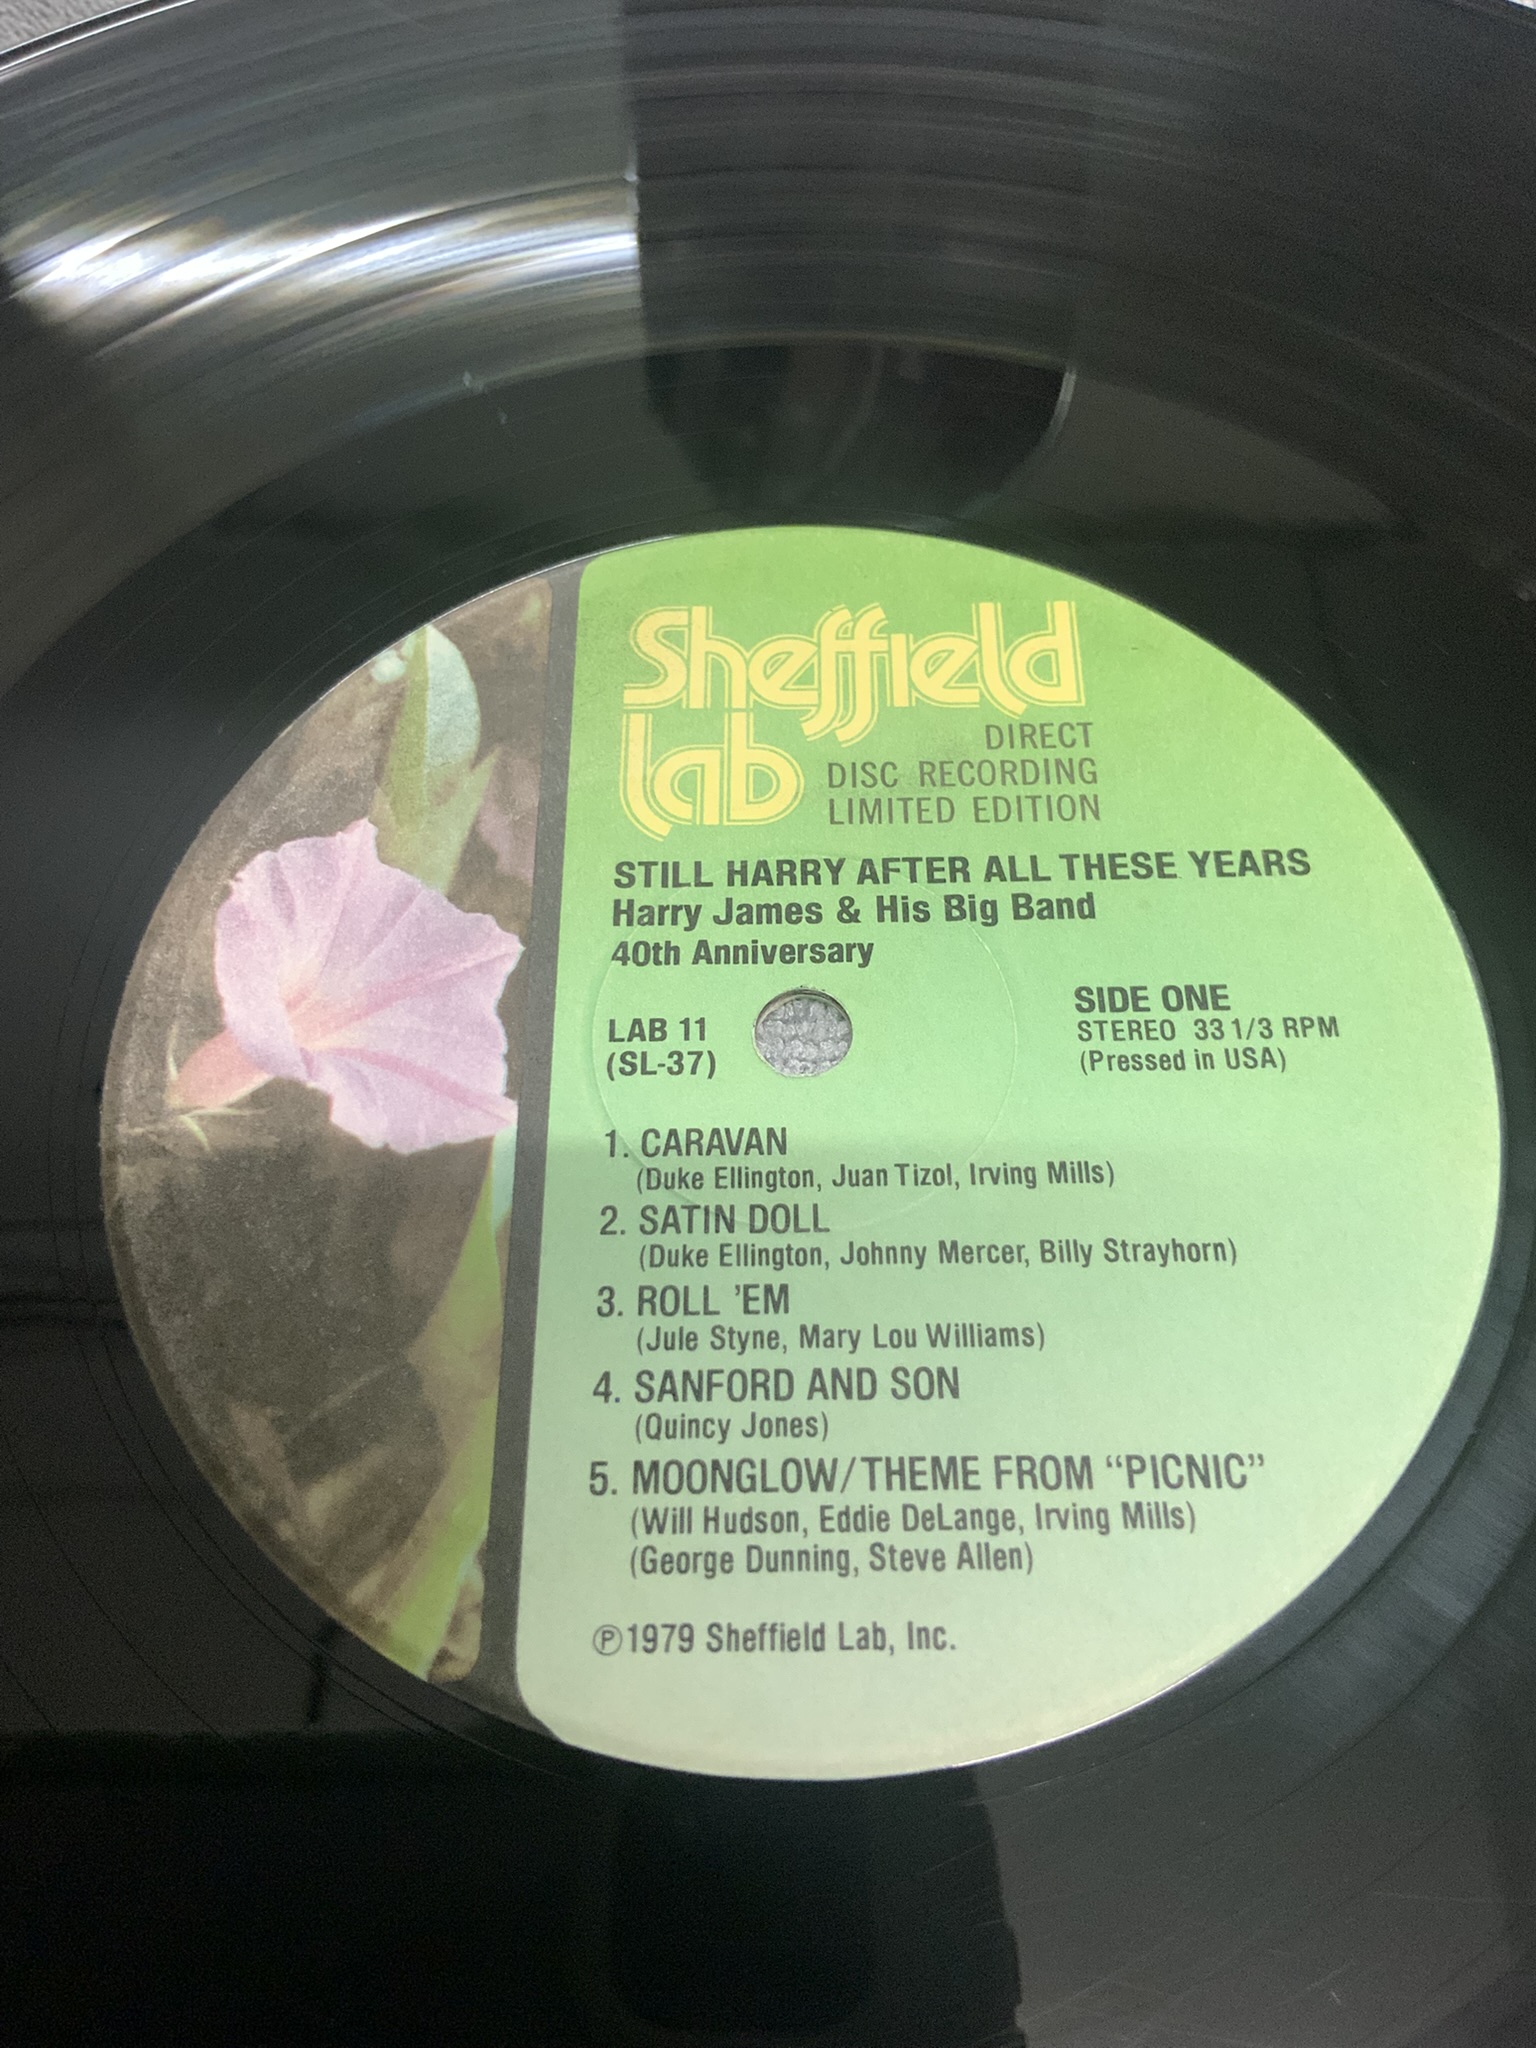 Sheffield
Lab
DIRECT
DISC RECORDING
LIMITED EDITION
STILL HARRY AFTER ALL THESE YEARS
Harry James & His Big Band
40th Anniversary
LAB 11
(SL-37)
SIDE ONE
STEREO 33 1/3 RPM
(Pressed in USA)
1. CARAVAN
(Duke Ellington, Juan Tizol, Irving Mills)
2. SATIN DOLL
(Duke Ellington, Johnny Mercer, Billy Strayhorn)
3. ROLL 'EM
(Jule Styne, Mary Lou Williams)
4. SANFORD AND SON
(Quincy Jones)
5. MOONGLOW/THEME FROM “PICNIC”
(Will Hudson, Eddie DeLange, Irving Mills)
(George Dunning, Steve Allen)
℗1979 Sheffield Lab, Inc.